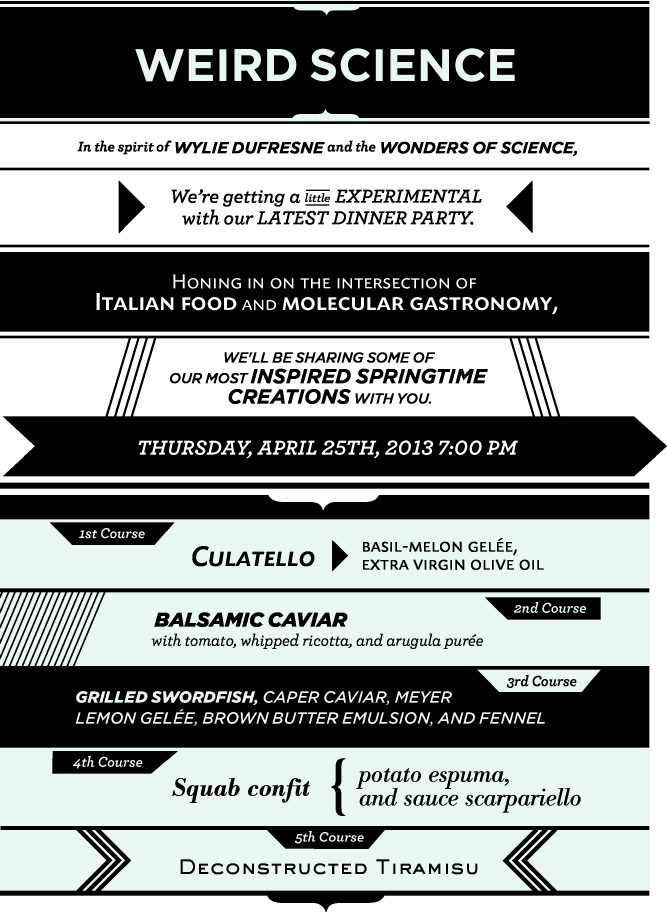 WEIRD SCIENCE
In the spirit of WYLIE DUFRESNE and the WONDERS OF SCIENCE,
We're getting a little EXPERIMENTAL
with our LATEST DINNER PARTY.
HONING IN ON THE INTERSECTION OF
ITALIAN FOOD AND MOLECULAR GASTRONOMY,
WE'LL BE SHARING SOME OF
OUR MOST INSPIRED SPRINGTIME
CREATIONS WITH YOU.
THURSDAY, APRIL 25TH, 2013 7:00 PM
1st Course
CULATELLO
BASIL-MELON GELÉE,
EXTRA VIRGIN OLIVE OIL
2nd Course
BALSAMIC CAVIAR
with tomato, whipped ricotta, and arugula purée
3rd Course
GRILLED SWORDFISH, CAPER CAVIAR, MEYER
LEMON GELÉE, BROWN BUTTER EMULSION, AND FENNEL
4th Course
Squab confit
potato espuma,
and sauce scarpariello
5th Course
DECONSTRUCTED TIRAMISU